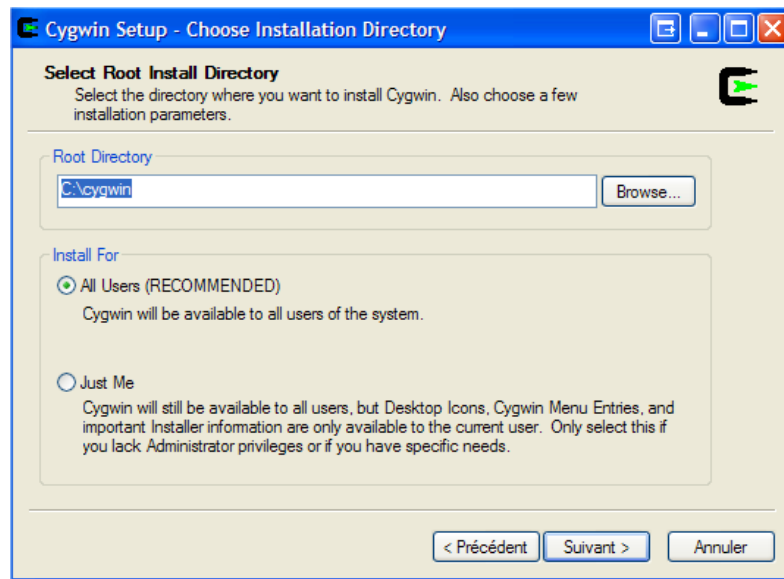 Cygwin Setup - Choose Installation Directory
Select Root Install Directory
Select the directory where you want to install Cygwin. Also choose a few
installation parameters.
Root Directory
C:\cygwin
Browse...
Install For
All Users (RECOMMENDED)
Cygwin will be available to all users of the system.
Just Me
Cygwin will still be available to all users, but Desktop Icons, Cygwin Menu Entries, and
important Installer information are only available to the current user. Only select this if
you lack Administrator privileges or if you have specific needs.
< Précédent
Suivant >
Annuler